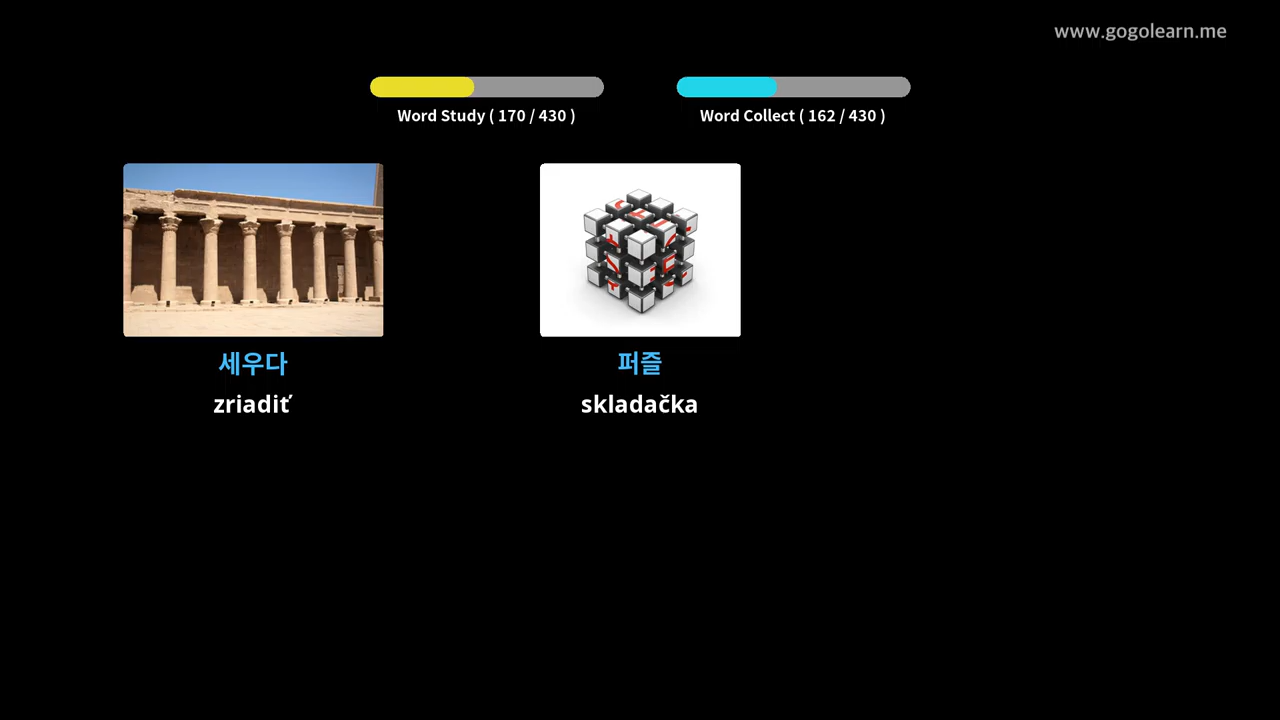 www.gogolearn.me
Word Study ( 170 / 430 )
Word Collect ( 162 / 430 )
세우다
퍼즐
zriadiť
skladačka